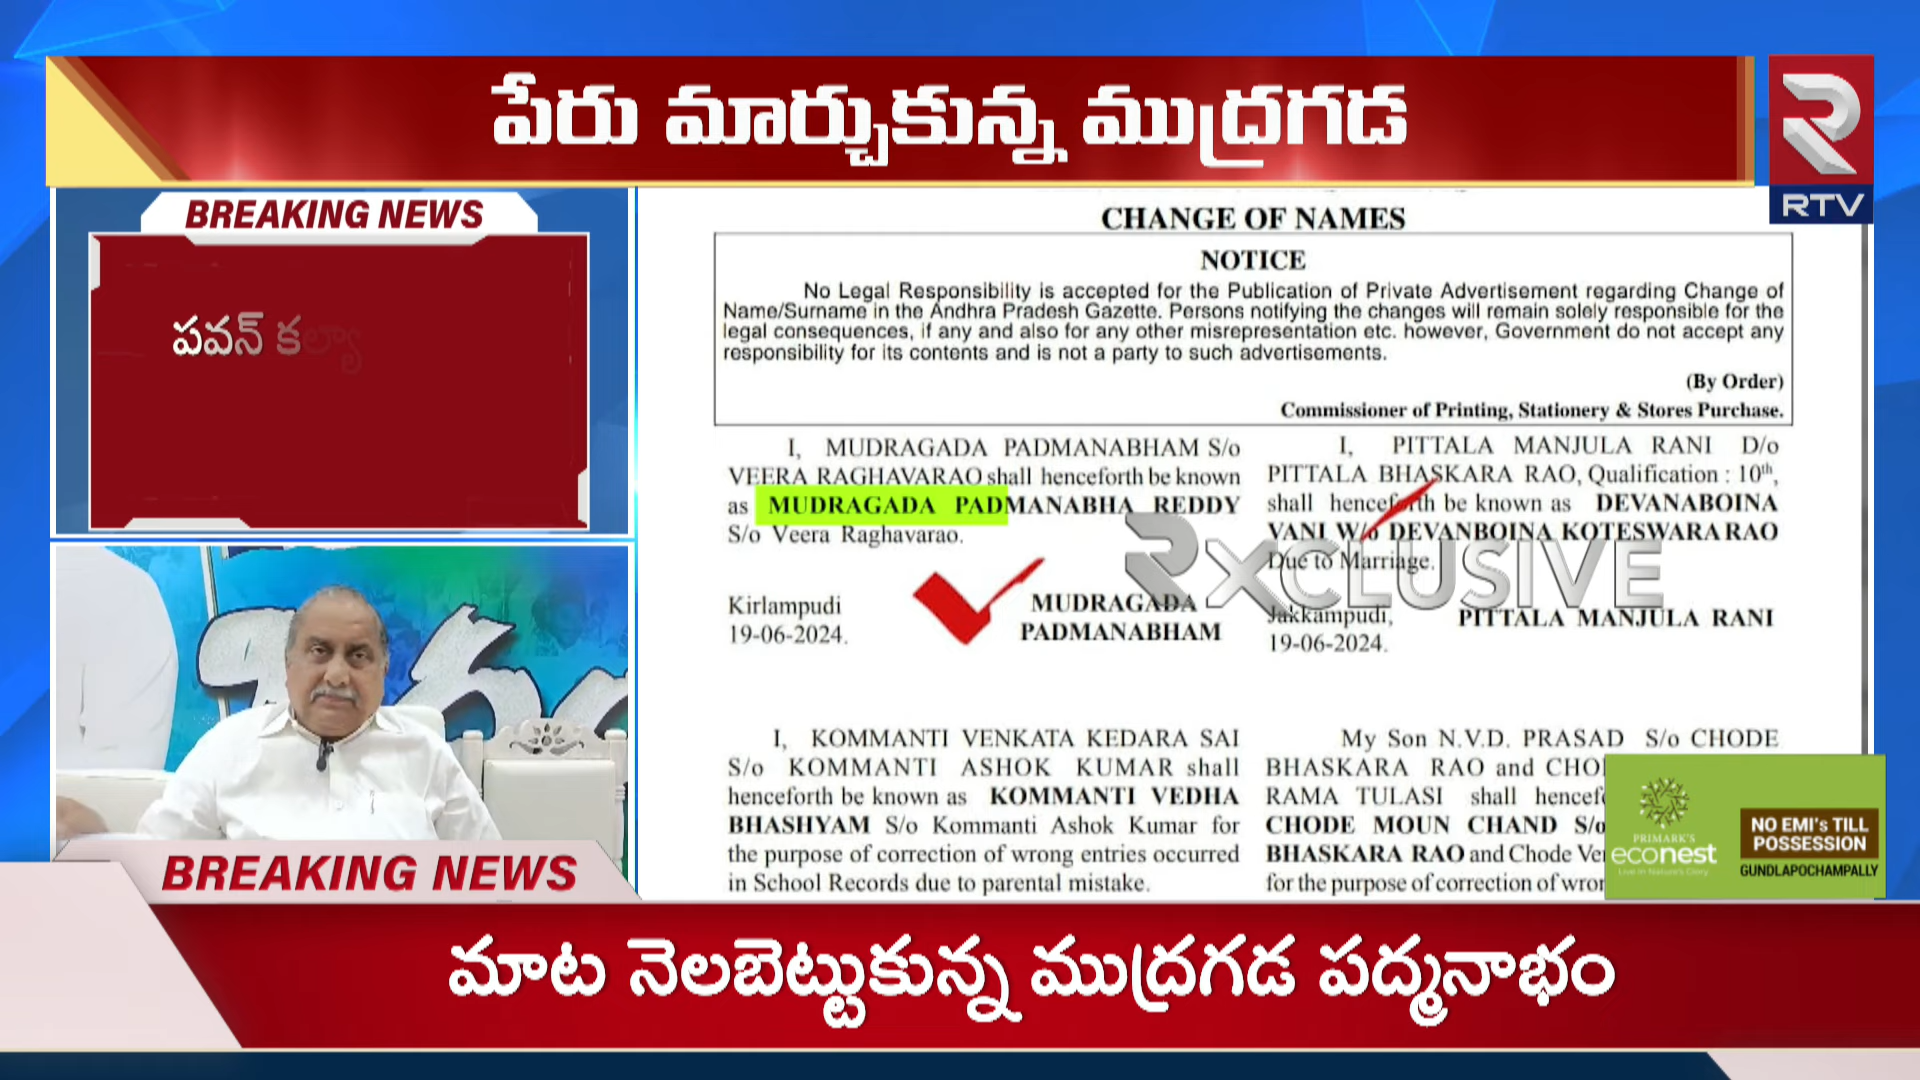 పేరు మార్చుకున్న ముద్రగడ
RTV
BREAKING NEWS
పవన్ కల్యా
CHANGE OF NAMES
NOTICE
No Legal Responsibility is accepted for the Publication of Private Advertisement regarding Change of
Name/Surname in the Andhra Pradesh Gazette. Persons notifying the changes will remain solely responsible for the
legal consequences, if any and also for any other misrepresentation etc. however, Government do not accept any
responsibility for its contents and is not a party to such advertisements.
(By Order)
Commissioner of Printing, Stationery & Stores Purchase.
I, MUDRAGADA PADMANABHAM S/o
VEERA RAGHAVARAO shall henceforth be known
as MUDRAGADA PADMANABHA REDDY
S/o Veera Raghavarao.
Kirlampudi
19-06-2024.
MUDRAGADA
PADMANABHAM
I, PITTALA MANJULA RANI D/o
PITTALA BHASKARA RAO, Qualification : 10th,
shall henceforth be known as DEVANABOINA
VANI W/o DEVANBOINA KOTESWARA RAO
Due to Marriage.
Jakkampudi,
19-06-2024.
PITTALA MANJULA RANI
RXCLUSIVE
I, KOMMANTI VENKATA KEDARA SAI
S/o KOMMANTI ASHOK KUMAR shall
henceforth be known as KOMMANTI VEDHA
BHASHYAM S/o Kommanti Ashok Kumar for
the purpose of correction of wrong entries occurred
in School Records due to parental mistake.
My Son N.V.D. PRASAD S/o CHODE
BHASKARA RAO and CHO
RAMA TULASI shall hencef
CHODE MOUN CHAND S/o
BHASKARA RAO and Chode Ve
for the purpose of correction of wron
PRIMARK'S
econest
Live in Nature's Glory
NO EMI's TILL
POSSESSION
GUNDLAPOCHAMPALLY
BREAKING NEWS
మాట నెలబెట్టుకున్న ముద్రగడ పద్మనాభం